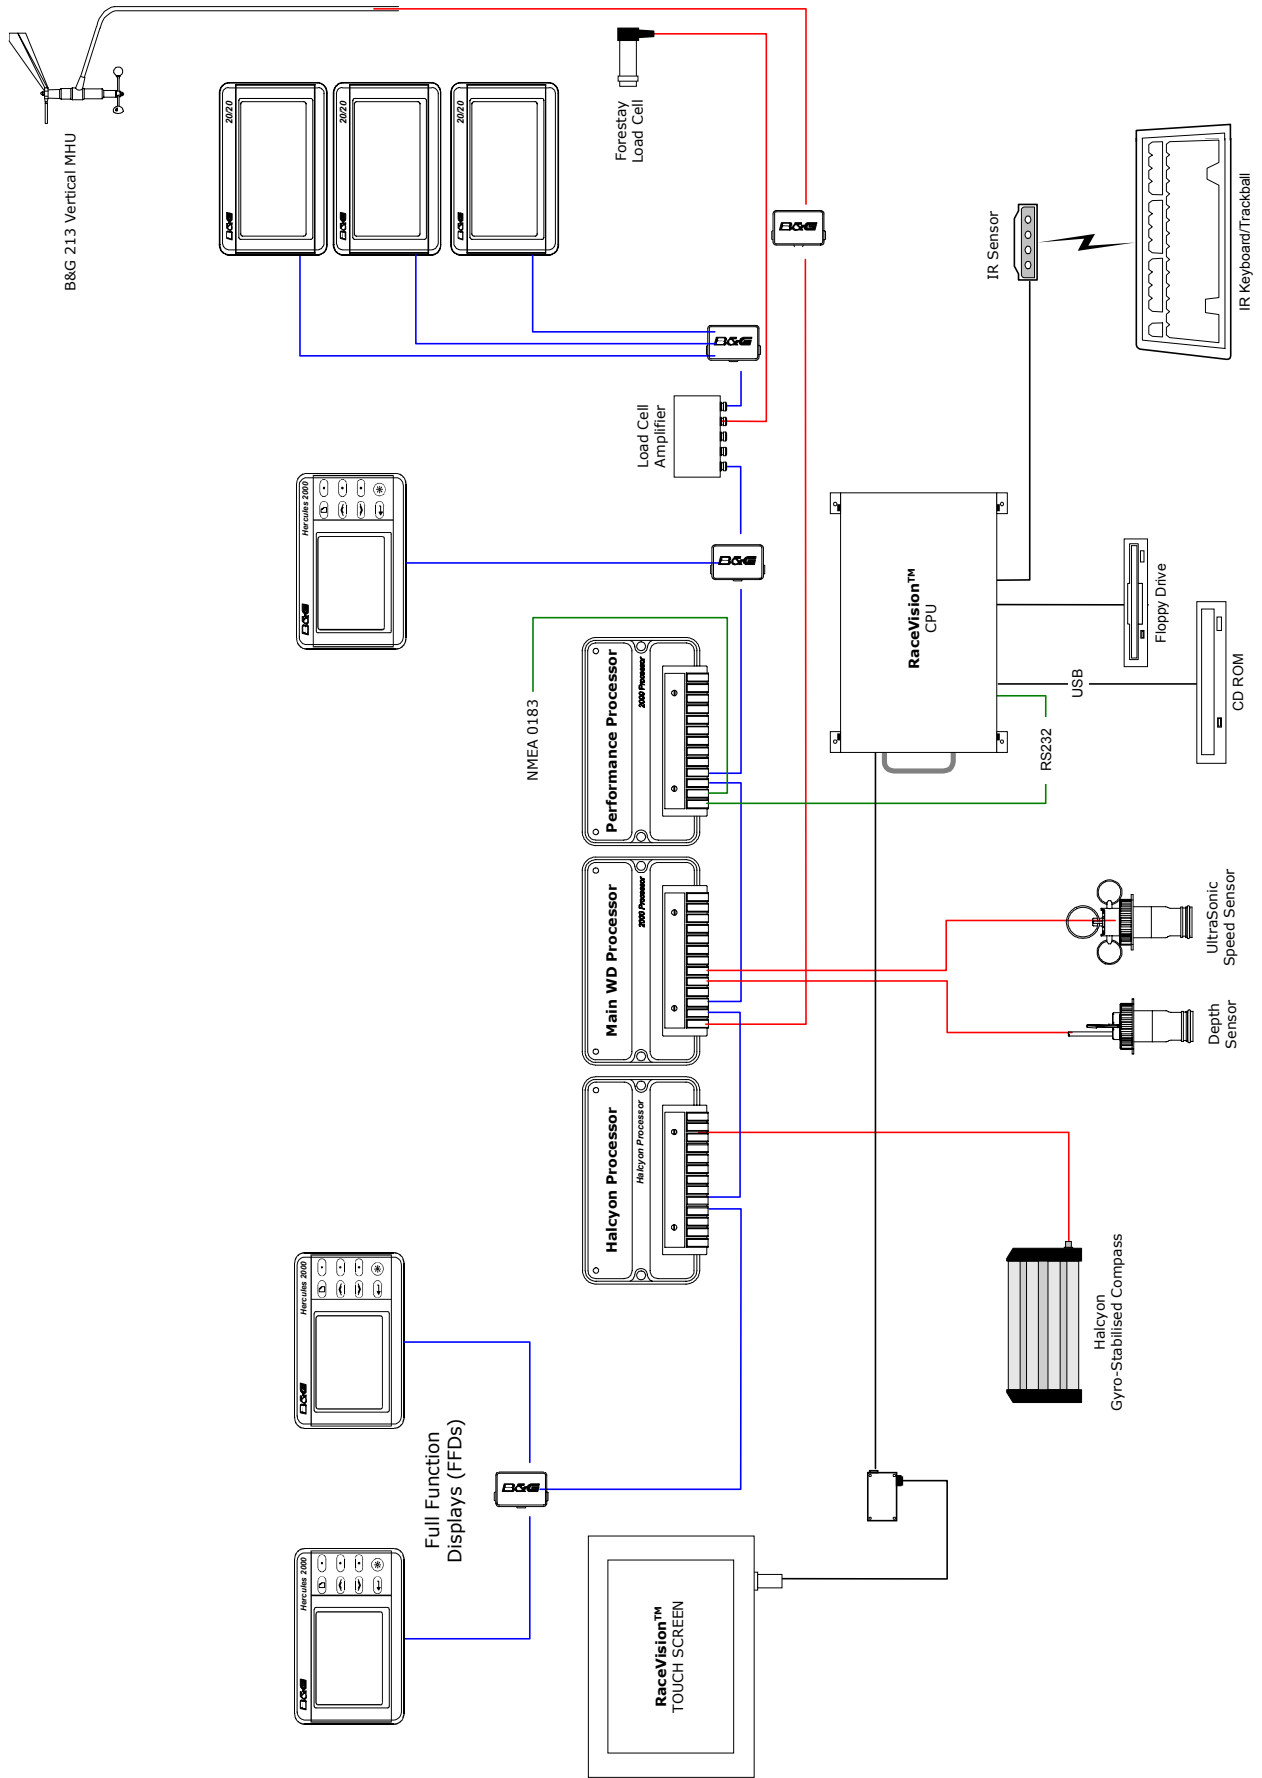 B&G 213 Vertical MHU
20/20
B&G
20/20
B&G
20/20
B&G
Forestay
Load Cell
B&G
B&G
IR Sensor
IR Keyboard/Trackball
Load Cell
Amplifier
Hercules 2000
B&G
B&G
NMEA 0183
Performance Processor
2000 Processor
RaceVision™
CPU
Floppy Drive
USB
CD ROM
RS232
Main WD Processor
2000 Processor
UltraSonic
Speed Sensor
Depth
Sensor
Halcyon Processor
Halcyon Processor
Halcyon
Gyro-Stabilised Compass
Hercules 2000
B&G
Full Function
Displays (FFDs)
B&G
Hercules 2000
B&G
RaceVision™
TOUCH SCREEN